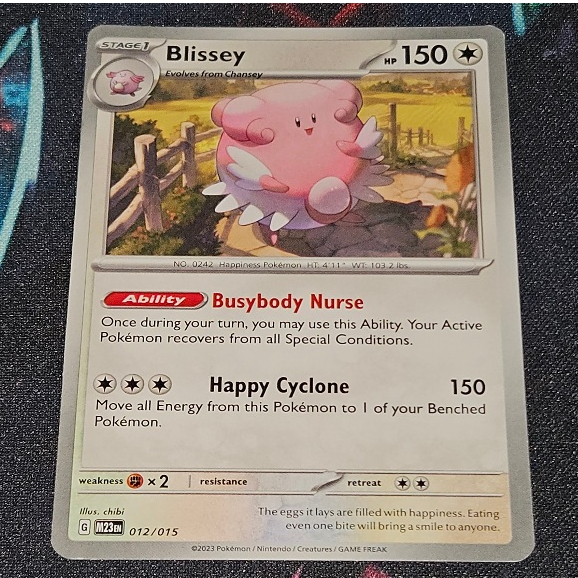 STAGE 1 Blissey HP 150
Evolves from Chansey
NO. 0242 Happiness Pokémon HT: 4'11" WT: 103.2 lbs.
Ability Busybody Nurse
Once during your turn, you may use this Ability. Your Active
Pokémon recovers from all Special Conditions.
Happy Cyclone 150
Move all Energy from this Pokémon to 1 of your Benched
Pokémon.
weakness ×2 resistance retreat
Illus. chibi
The eggs it lays are filled with happiness. Eating
even one bite will bring a smile to anyone.
G M23 EN 012/015
©2023 Pokémon / Nintendo / Creatures / GAME FREAK